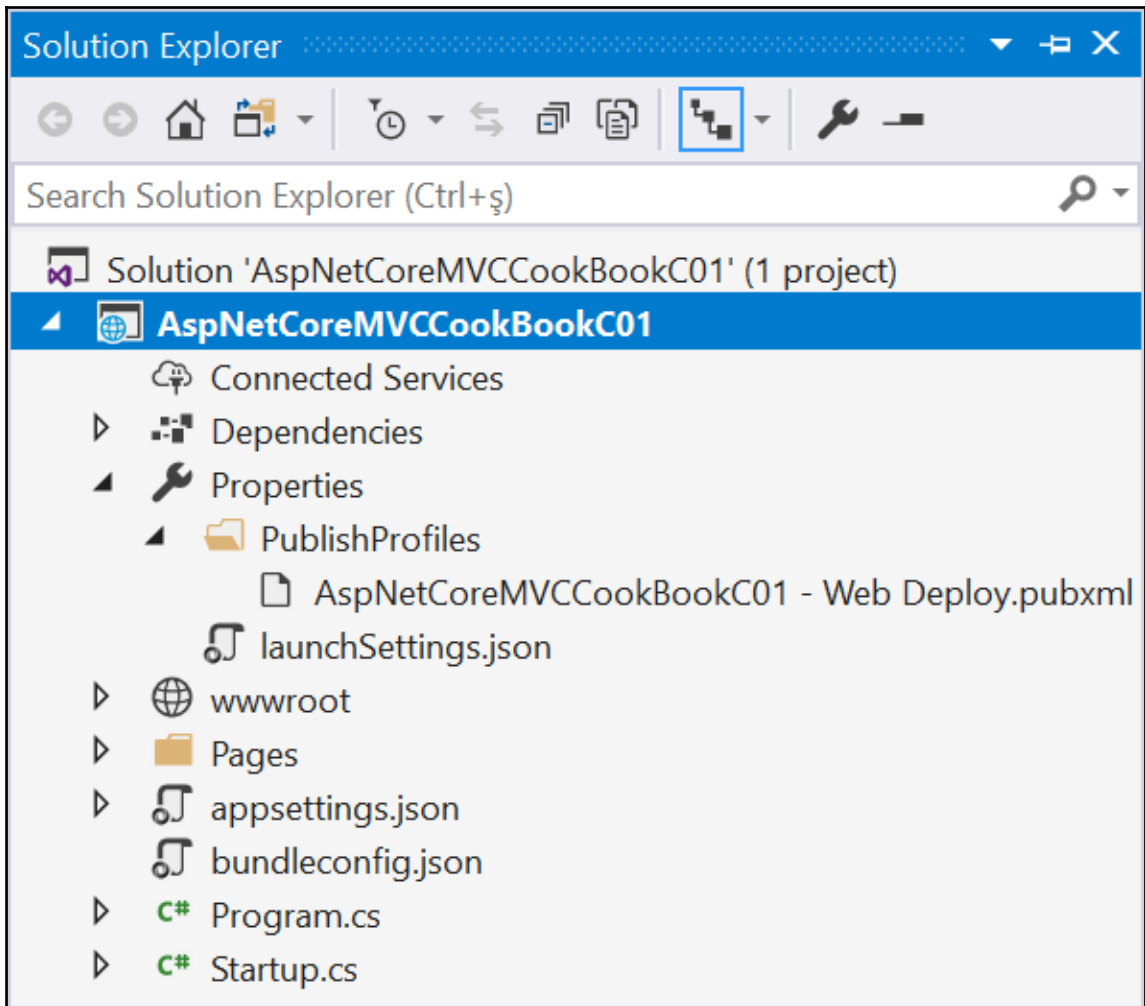 Solution Explorer
Search Solution Explorer (Ctrl+ş)
Solution 'AspNetCoreMVCCookBookC01' (1 project)
AspNetCoreMVCCookBookC01
Connected Services
Dependencies
Properties
PublishProfiles
AspNetCoreMVCCookBookC01 - Web Deploy.pubxml
launchSettings.json
wwwroot
Pages
appsettings.json
bundleconfig.json
C# Program.cs
C# Startup.cs